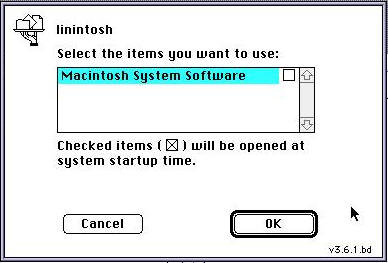 linintosh
Select the items you want to use:
Macintosh System Software
Checked items ( ☒ ) will be opened at
system startup time.
Cancel
OK
v3.6.1.bd